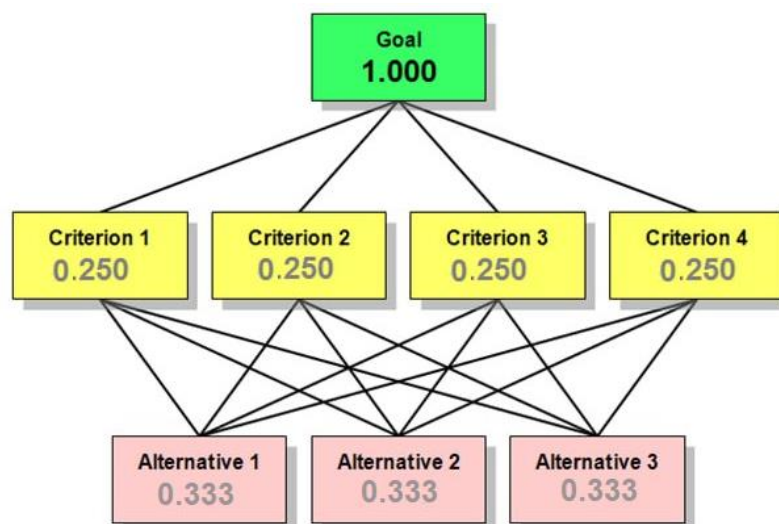 Goal
1.000
Criterion 1
0.250
Criterion 2
0.250
Criterion 3
0.250
Criterion 4
0.250
Alternative 1
0.333
Alternative 2
0.333
Alternative 3
0.333